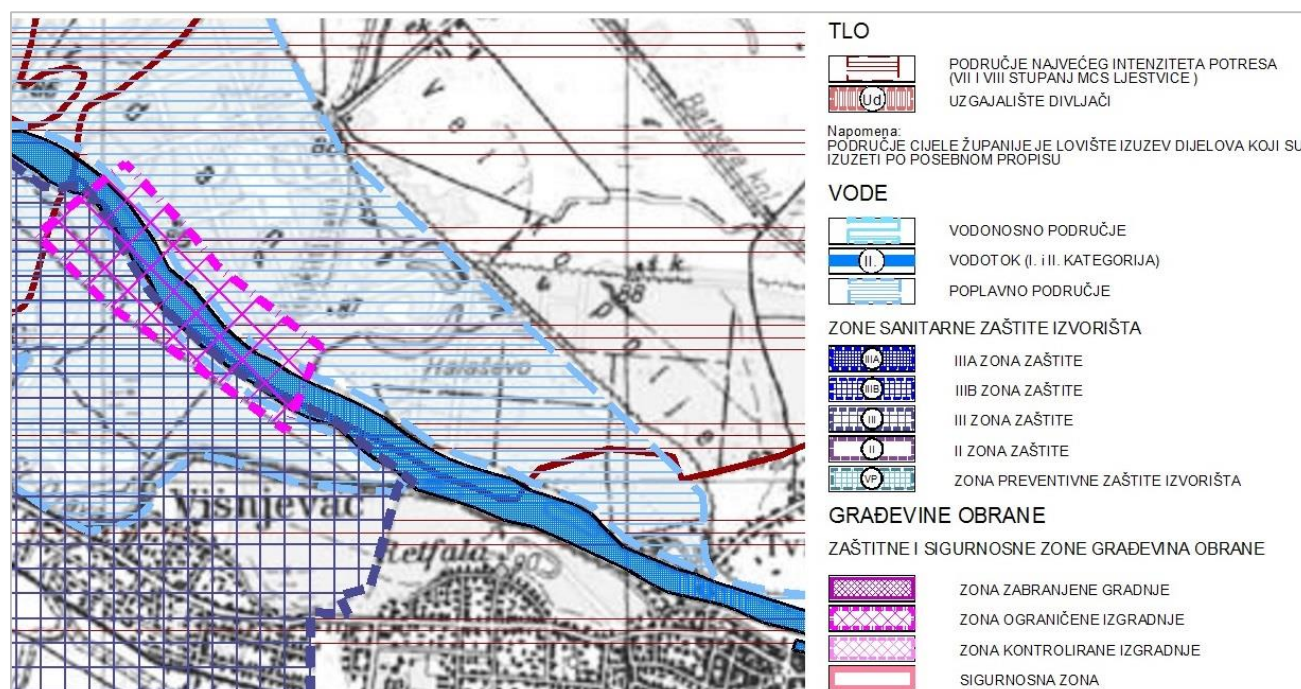 TLO
PODRUČJE NAJVEĆEG INTENZITETA POTRESA
(VII I VIII STUPANJ MCS LJESTVICE )
Ud
UZGAJALIŠTE DIVLJAČI
Napomena:
PODRUČJE CIJELE ŽUPANIJE JE LOVIŠTE IZUZEV DIJELOVA KOJI SU
IZUZETI PO POSEBNOM PROPISU
VODE
VODONOSNO PODRUČJE
II.
VODOTOK (I. i II. KATEGORIJA)
POPLAVNO PODRUČJE
ZONE SANITARNE ZAŠTITE IZVORIŠTA
IIIA
IIIA ZONA ZAŠTITE
IIIB
IIIB ZONA ZAŠTITE
III
III ZONA ZAŠTITE
II
II ZONA ZAŠTITE
VP
ZONA PREVENTIVNE ZAŠTITE IZVORIŠTA
GRAĐEVINE OBRANE
ZAŠTITNE I SIGURNOSNE ZONE GRAĐEVINA OBRANE
ZONA ZABRANJENE GRADNJE
ZONA OGRANIČENE IZGRADNJE
ZONA KONTROLIRANE IZGRADNJE
SIGURNOSNA ZONA
Halaševo
Višnjevac
Retfala